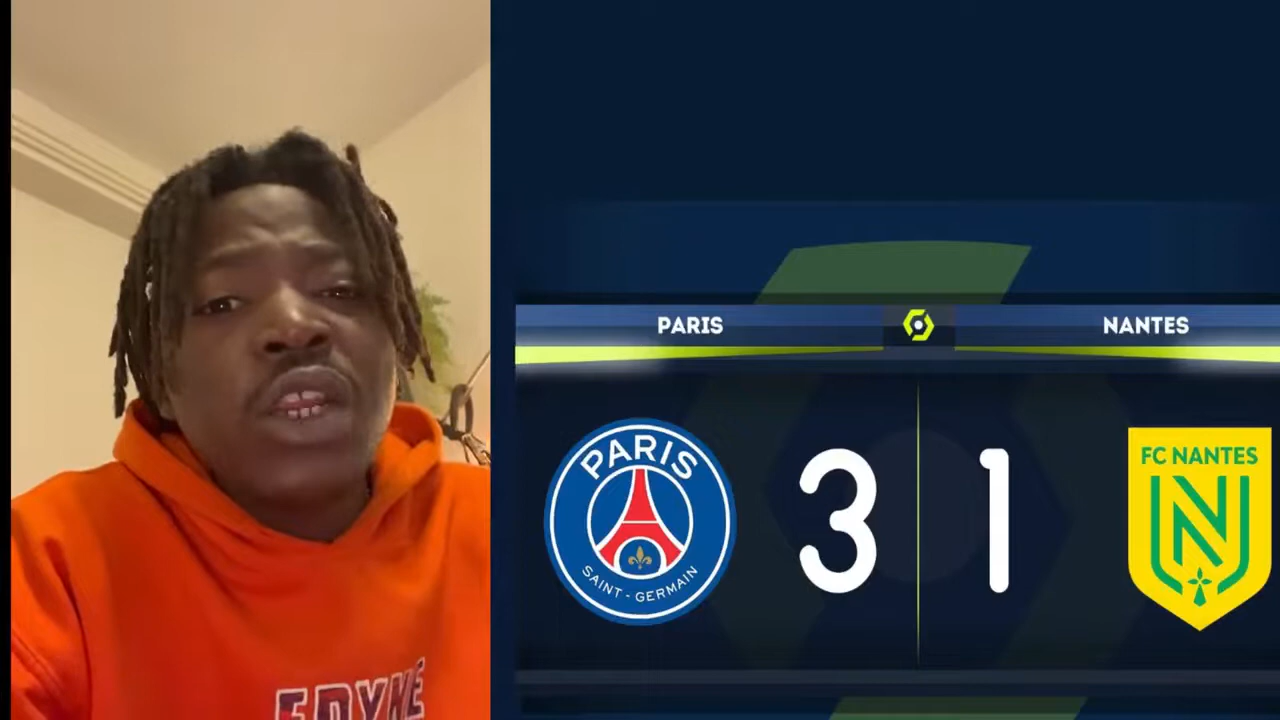 PARIS
NANTES
PARIS
SAINT-GERMAIN
3
1
FC NANTES
N